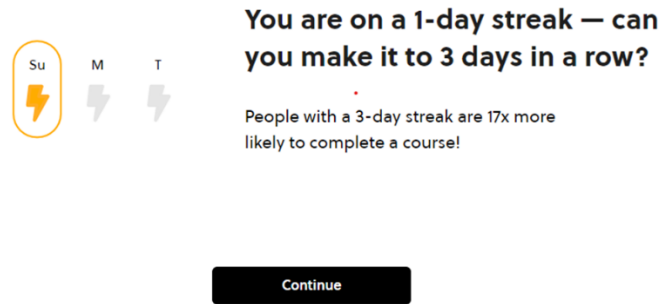 You are on a 1-day streak — can
you make it to 3 days in a row?
Su M T
People with a 3-day streak are 17x more
likely to complete a course!
Continue